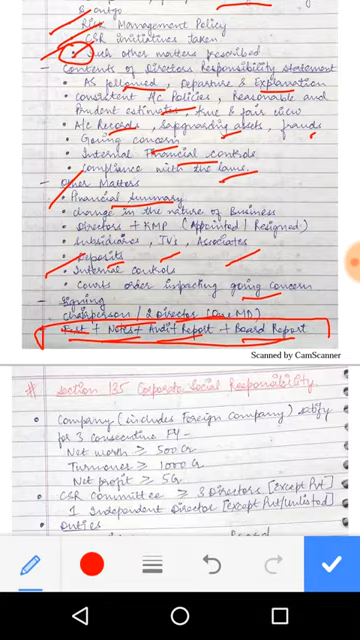 & outgo
• Risk Management Policy
• CSR initiatives taken
• Such other matters prescribed
– Contents of Directors Responsibility Statement
• AS followed, Departure & Explanation
• consistent A/c Policies, Reasonable and
Prudent estimates, true & fair view
• A/c Records, Safeguarding assets, frauds
• Going concern
• Internal financial controls
• Compliance with the laws.
– Other Matters
• Financial summary
• change in the nature of Business
• Directors + KMP (Appointed / Resigned)
• Subsidiaries, JVs, Associates
• Deposits
• Internal controls
• Courts order impacting going concern
– Signing
Chairperson / 2 Director (One MD)
+ Notes + Audit Report + Board Report
Scanned by CamScanner
# Section 135 Corporate Social Responsibility
• Company (includes Foreign Company) satisfy
for 3 consecutive FY –
Net worth ≥ 500 Cr
Turnover ≥ 1000 Cr
Net profit ≥ 5 Cr
• CSR Committee ≥ 3 Directors [except Pvt]
1 Independent Director [except Pvt/unlisted]
• Duties